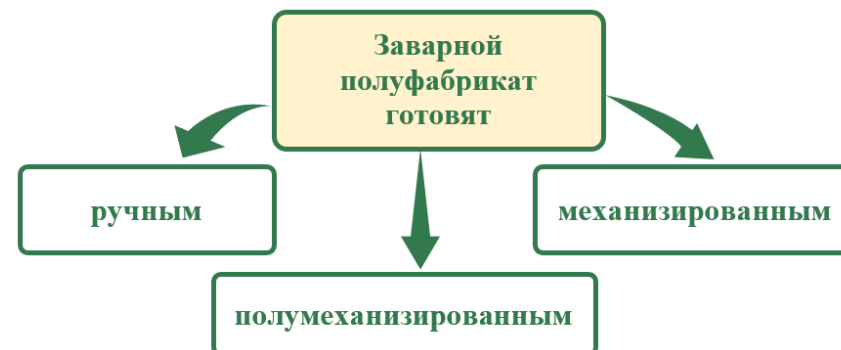 Заварной
полуфабрикат
готовят
ручным
механизированным
полумеханизированным